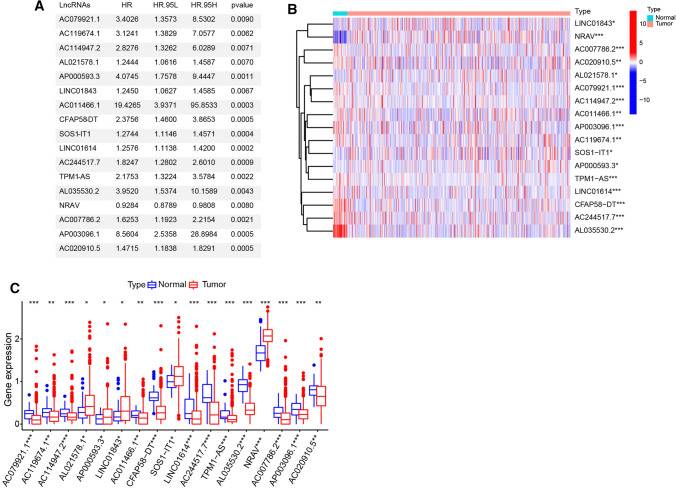 A
LncRNAs HR HR.95L HR.95H pvalue
AC079921.1 3.4026 1.3573 8.5302 0.0090
AC119674.1 3.1241 1.3829 7.0577 0.0062
AC114947.2 2.8276 1.3262 6.0289 0.0071
AL021578.1 1.2444 1.0616 1.4587 0.0070
AP000593.3 4.0745 1.7578 9.4447 0.0011
LINC01843 1.2450 1.0627 1.4585 0.0067
AC011466.1 19.4265 3.9371 95.8533 0.0003
CFAP58-DT 2.3756 1.4600 3.8653 0.0005
SOS1-IT1 1.2744 1.1146 1.4571 0.0004
LINC01614 1.2576 1.1138 1.4200 0.0002
AC244517.7 1.8247 1.2802 2.6010 0.0009
TPM1-AS 2.1753 1.3224 3.5784 0.0022
AL035530.2 3.9520 1.5374 10.1589 0.0043
NRAV 0.9284 0.8789 0.9808 0.0080
AC007786.2 1.6253 1.1923 2.2154 0.0021
AP003096.1 8.5604 2.5358 28.8984 0.0005
AC020910.5 1.4715 1.1838 1.8291 0.0005
B
Type
LINC01843*
NRAV***
AC007786.2***
AC020910.5**
AL021578.1*
AC079921.1***
AC114947.2***
AC011466.1**
AP003096.1***
AC119674.1**
SOS1−IT1*
AP000593.3*
TPM1−AS***
LINC01614***
CFAP58−DT***
AC244517.7***
AL035530.2***
10
5
0
−5
−10
Type
Normal
Tumor
C
Type Normal Tumor
*** ** *** * * * ** *** * *** *** *** *** *** *** *** **
Gene expression
2
1
0
AC079921.1***
AC119674.1**
AC114947.2***
AL021578.1*
AP000593.3*
LINC01843*
AC011466.1**
CFAP58−DT***
SOS1−IT1*
LINC01614***
AC244517.7***
TPM1−AS***
AL035530.2***
NRAV***
AC007786.2***
AP003096.1***
AC020910.5**